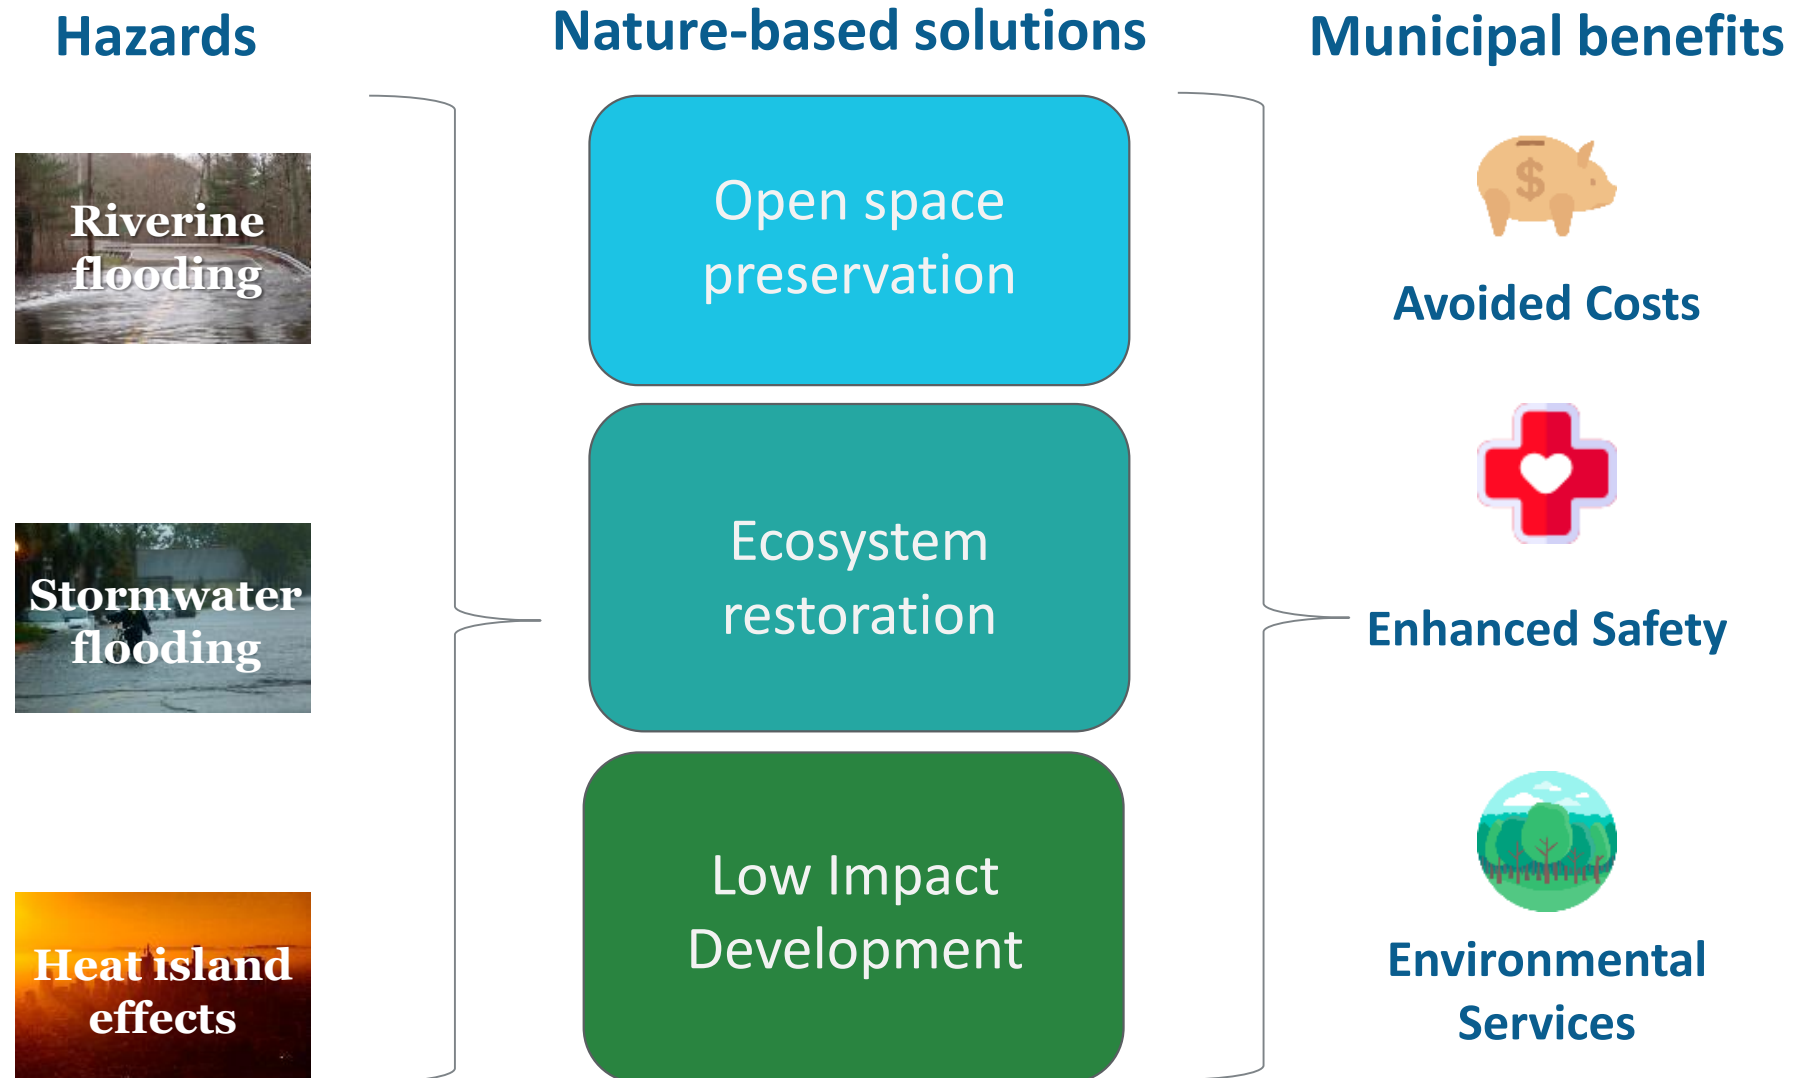 Hazards
Nature-based solutions
Municipal benefits
Riverine
flooding
Stormwater
flooding
Heat island
effects
Open space
preservation
Ecosystem
restoration
Low Impact
Development
$
Avoided Costs
Enhanced Safety
Environmental
Services